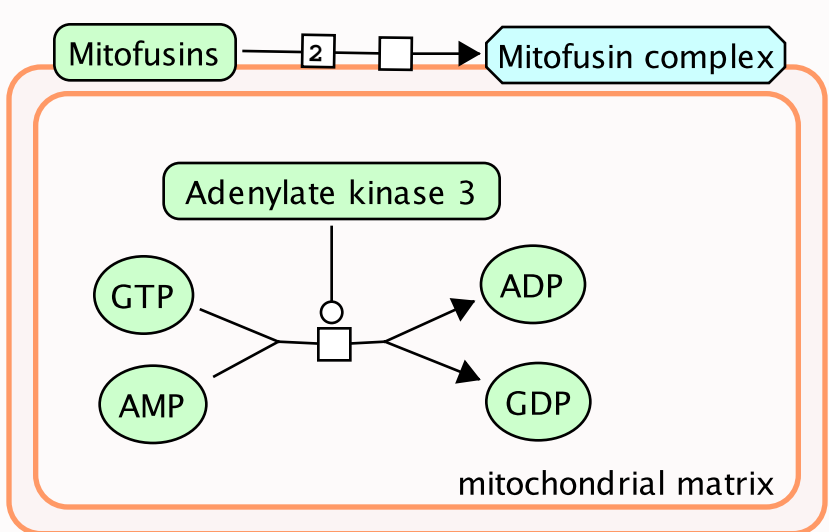 Mitofusins
2
Mitofusin complex
Adenylate kinase 3
GTP
ADP
AMP
GDP
mitochondrial matrix